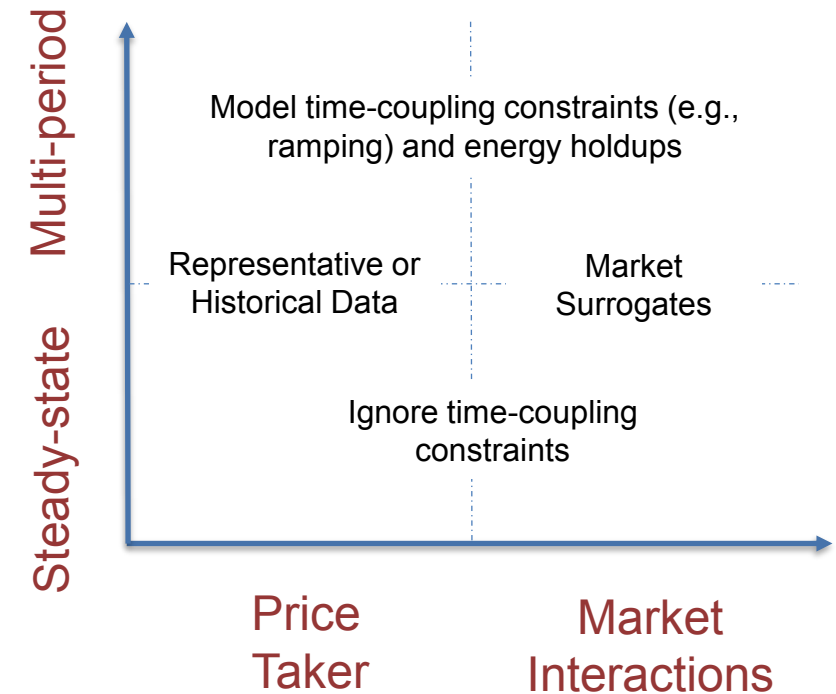 Multi-period
Model time-coupling constraints (e.g.,
ramping) and energy holdups
Representative or
Historical Data
Market
Surrogates
Steady-state
Ignore time-coupling
constraints
Price
Taker
Market
Interactions